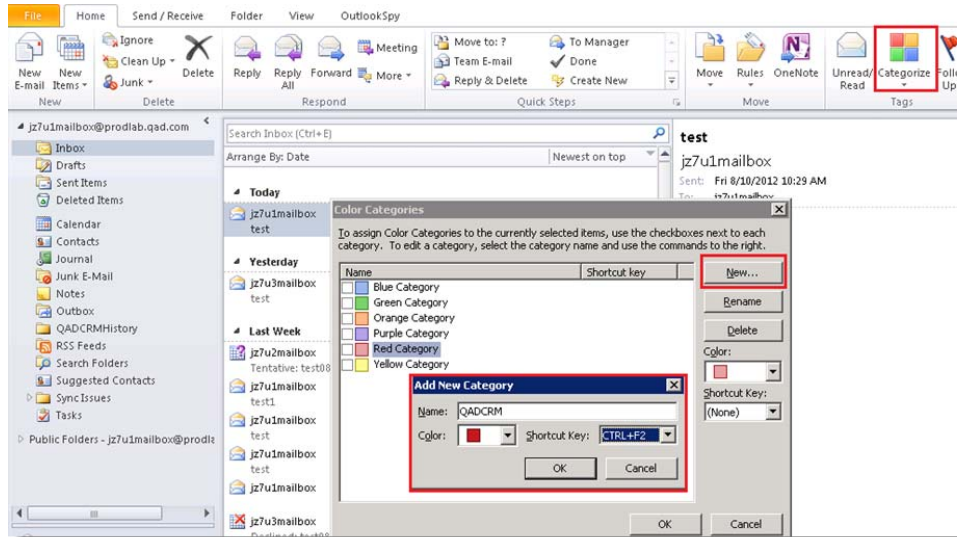 File Home Send / Receive Folder View OutlookSpy
New E-mail
New Items
Ignore
Clean Up
Junk
Delete
Reply
Reply All
Forward
Meeting
More
Move to: ?
Team E-mail
Reply & Delete
To Manager
Done
Create New
Move
Rules
OneNote
Unread/ Read
Categorize
Up
New Delete Respond Quick Steps Move Tags
jz7u1mailbox@prodlab.qad.com
Inbox
Drafts
Sent Items
Deleted Items
Calendar
Contacts
Journal
Junk E-Mail
Notes
Outbox
QADCRMHistory
RSS Feeds
Search Folders
Suggested Contacts
Sync Issues
Tasks
Public Folders - jz7u1mailbox@prodla
Search Inbox (Ctrl+E)
Arrange By: Date Newest on top
Today
jz7u1mailbox
test
Yesterday
jz7u3mailbox
test
Last Week
jz7u2mailbox
Tentative: test08
jz7u1mailbox
test1
jz7u1mailbox
test
jz7u1mailbox
test
jz7u1mailbox
jz7u3mailbox
test
jz7u1mailbox
Sent: Fri 8/10/2012 10:29 AM
Color Categories
To assign Color Categories to the currently selected items, use the checkboxes next to each
category. To edit a category, select the category name and use the commands to the right.
Name Shortcut key
Blue Category
Green Category
Orange Category
Purple Category
Red Category
Yellow Category
New...
Rename
Delete
Color:
Shortcut Key:
(None)
Add New Category
Name: QADCRM
Color: Shortcut Key: CTRL+F2
OK Cancel
OK Cancel